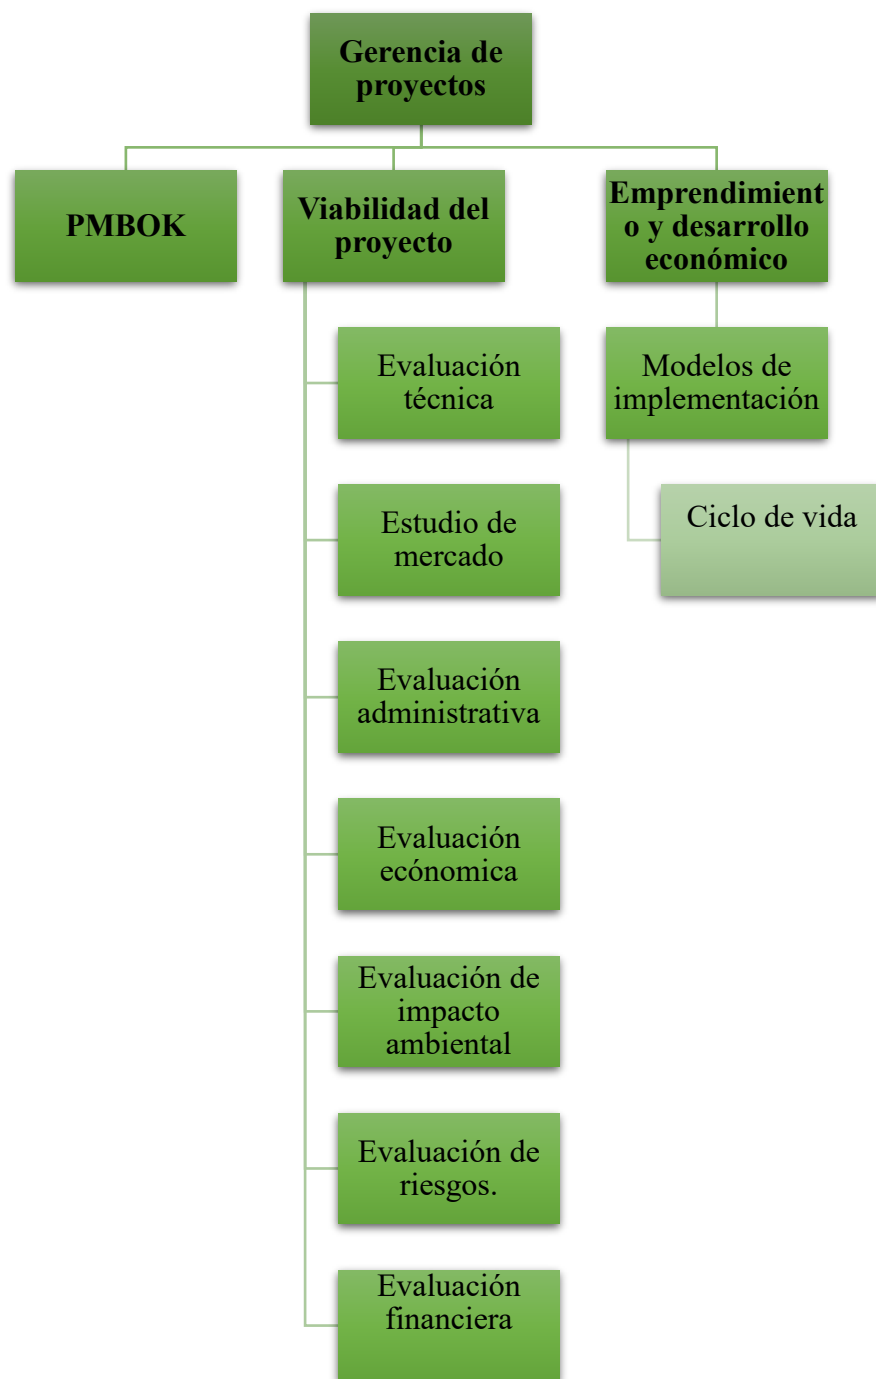 Gerencia de
proyectos
PMBOK
Viabilidad del
proyecto
Emprendimient
o y desarrollo
económico
Evaluación
técnica
Modelos de
implementación
Estudio de
mercado
Ciclo de vida
Evaluación
administrativa
Evaluación
ecónomica
Evaluación de
impacto
ambiental
Evaluación de
riesgos.
Evaluación
financiera